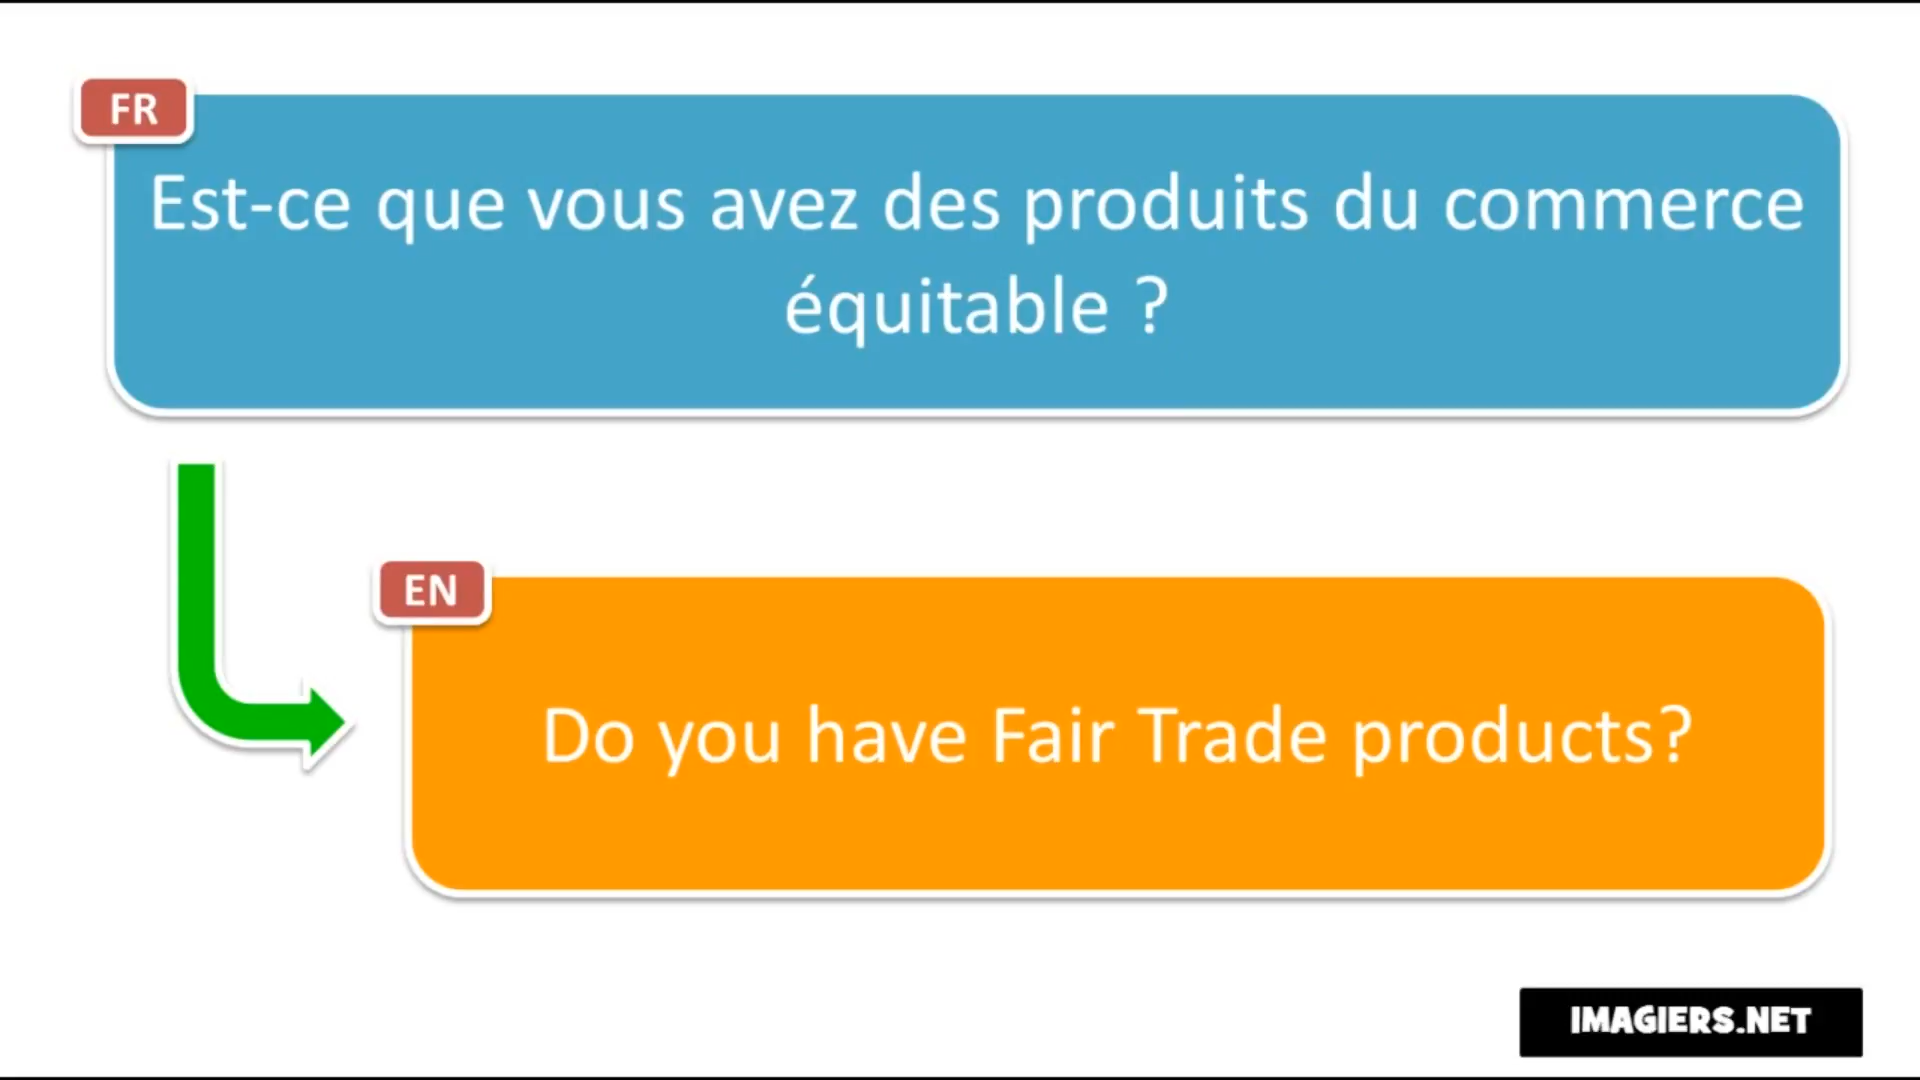 FR
Est-ce que vous avez des produits du commerce
équitable ?
EN
Do you have Fair Trade products?
IMAGIERS.NET